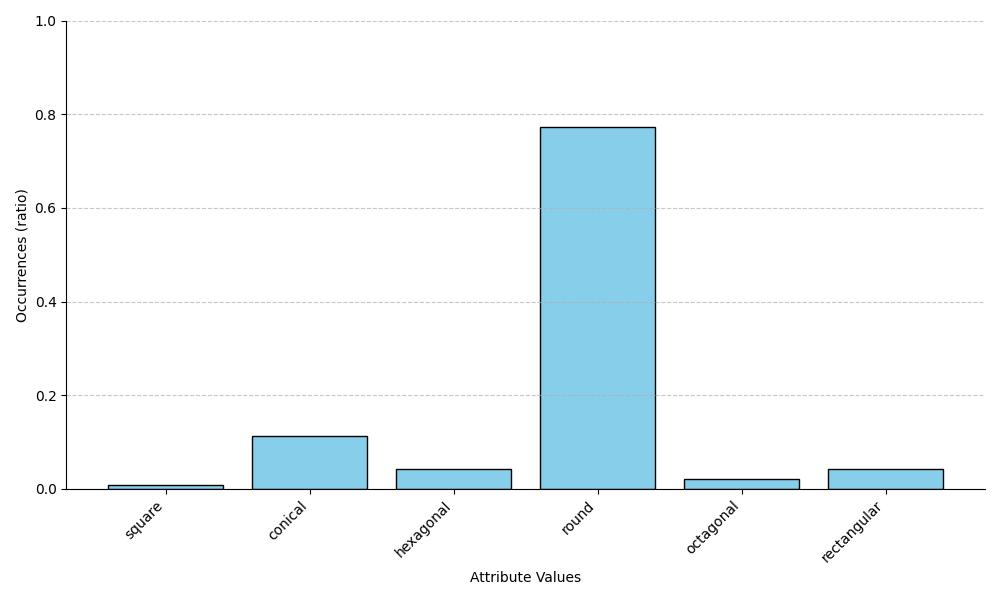 1.0
0.8
0.6
0.4
0.2
0.0
Occurrences (ratio)
square
conical
hexagonal
round
octagonal
rectangular
Attribute Values